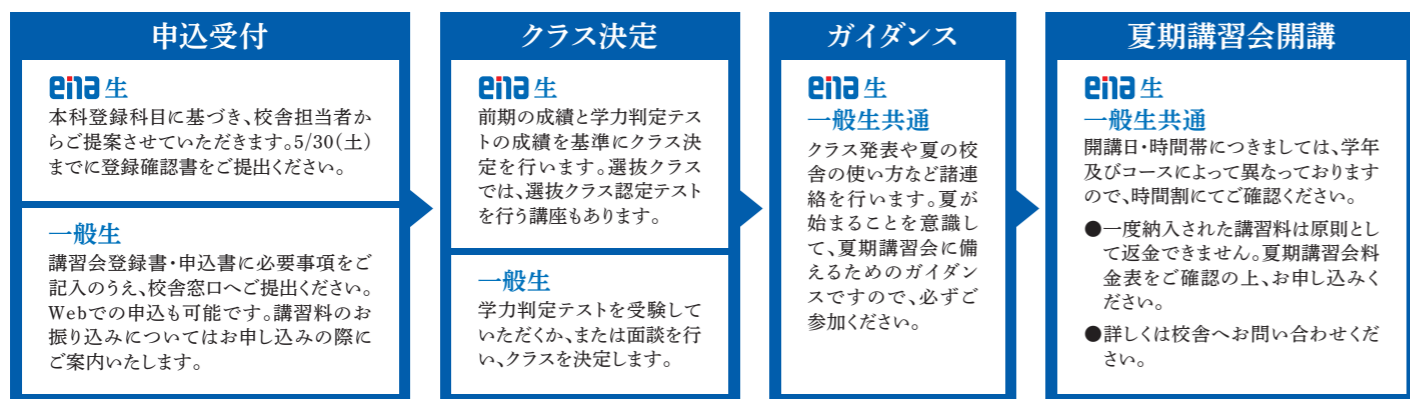 申込受付
ena生
本科登録科目に基づき、校舎担当者か
らご提案させていただきます。5/30(土)
までに登録確認書をご提出ください。
一般生
講習会登録書・申込書に必要事項をご
記入のうえ、校舎窓口へご提出ください。
Webでの申込も可能です。講習料のお
振り込みについてはお申し込みの際に
ご案内いたします。
クラス決定
ena生
前期の成績と学力判定テス
トの成績を基準にクラス決
定を行います。選抜クラス
では、選抜クラス認定テスト
を行う講座もあります。
一般生
学力判定テストを受験して
いただくか、または面談を行
い、クラスを決定します。
ガイダンス
ena生
一般生共通
クラス発表や夏の校
舎の使い方など諸連
絡を行います。夏が
始まることを意識し
て、夏期講習会に備
えるためのガイダン
スですので、必ずご
参加ください。
夏期講習会開講
ena生
一般生共通
開講日・時間帯につきましては、学年
及びコースによって異なっております
ので、時間割にてご確認ください。
●一度納入された講習料は原則とし
て返金できません。夏期講習会料
金表をご確認の上、お申し込みく
ださい。
●詳しくは校舎へお問い合わせくだ
さい。